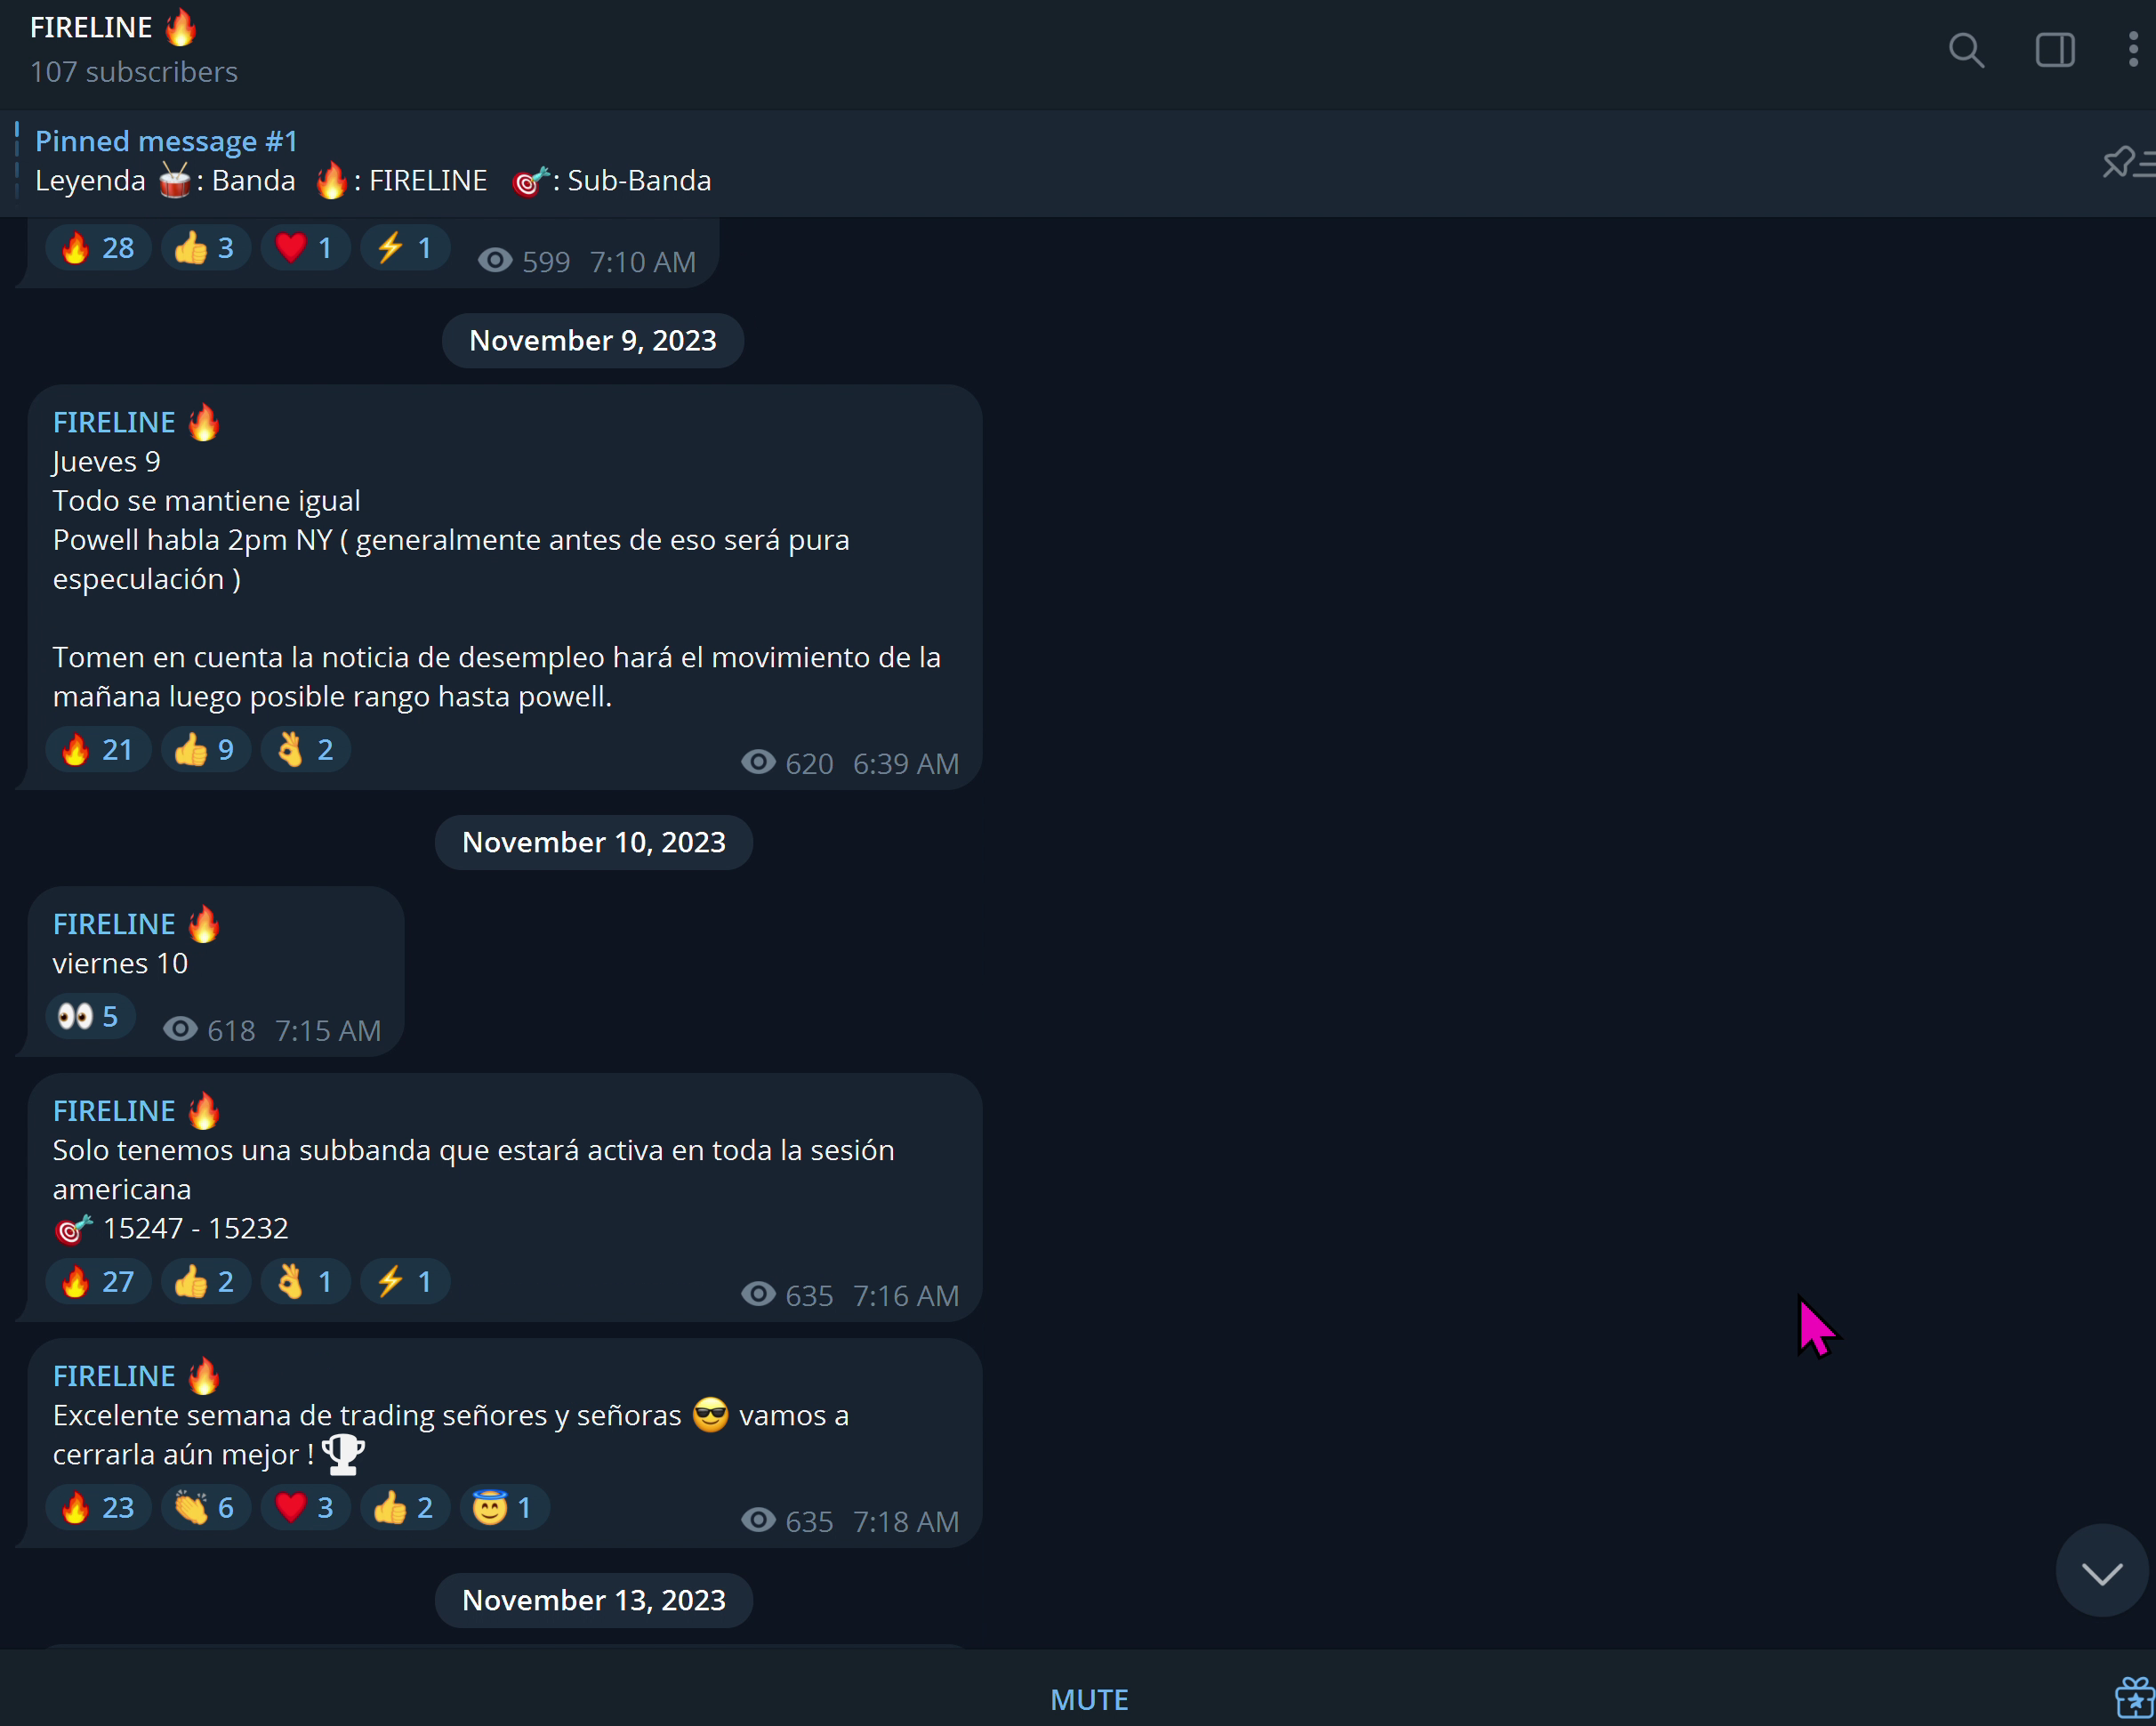 FIRELINE 🔥
107 subscribers
Pinned message #1
Leyenda 🥁: Banda 🔥: FIRELINE 🎯: Sub-Banda
🔥 28 👍 3 ❤️ 1 ⚡ 1 599 7:10 AM
November 9, 2023
FIRELINE 🔥
Jueves 9
Todo se mantiene igual
Powell habla 2pm NY ( generalmente antes de eso será pura
especulación )
Tomen en cuenta la noticia de desempleo hará el movimiento de la
mañana luego posible rango hasta powell.
🔥 21 👍 9 👌 2 620 6:39 AM
November 10, 2023
FIRELINE 🔥
viernes 10
👀 5 618 7:15 AM
FIRELINE 🔥
Solo tenemos una subbanda que estará activa en toda la sesión
americana
🎯 15247 - 15232
🔥 27 👍 2 👌 1 ⚡ 1 635 7:16 AM
FIRELINE 🔥
Excelente semana de trading señores y señoras 😎 vamos a
cerrarla aún mejor ! 🏆
🔥 23 👏 6 ❤️ 3 👍 2 😇 1 635 7:18 AM
November 13, 2023
MUTE